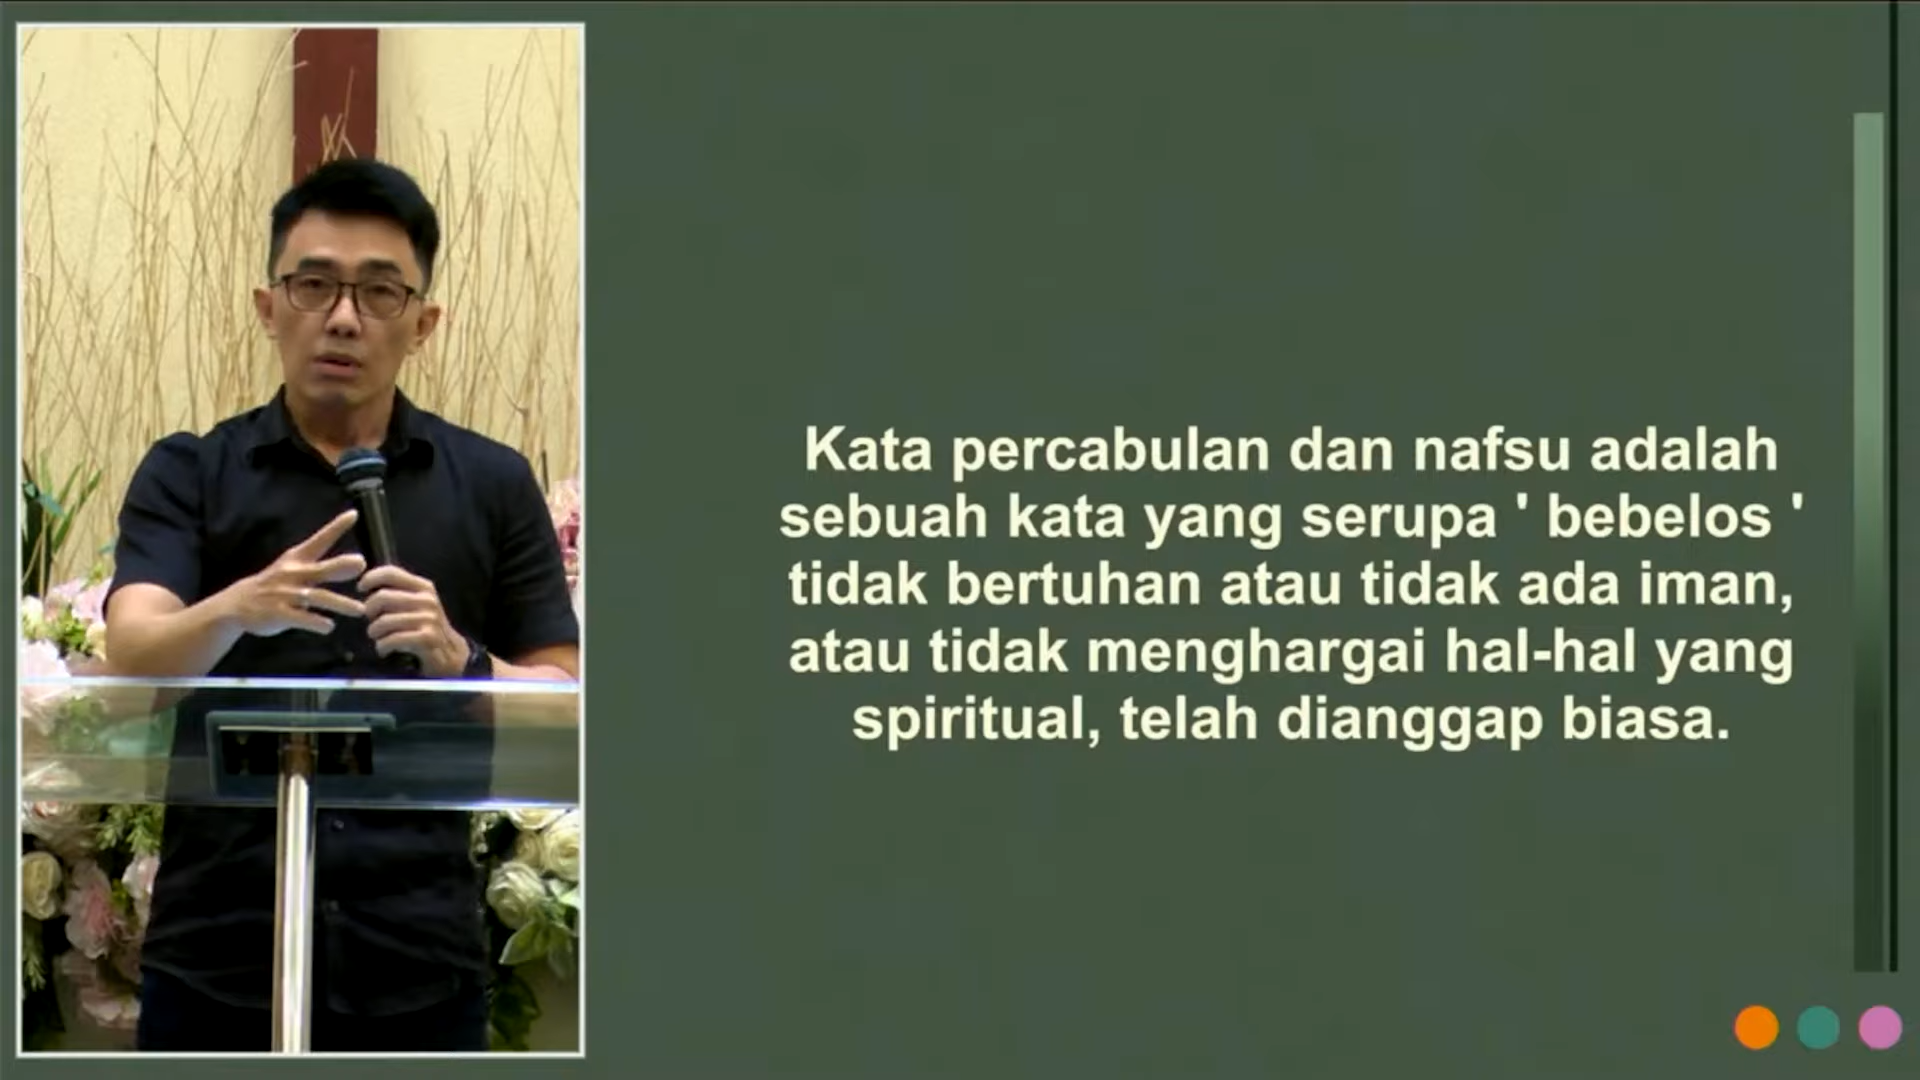 Kata percabulan dan nafsu adalah
sebuah kata yang serupa ' bebelos '
tidak bertuhan atau tidak ada iman,
atau tidak menghargai hal-hal yang
spiritual, telah dianggap biasa.